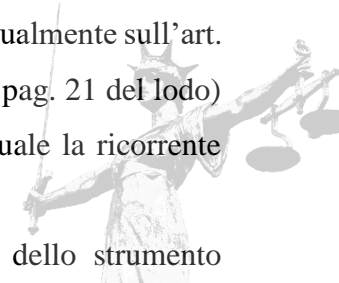 ualmente sull’art.
pag. 21 del lodo)
uale la ricorrente
dello strumento